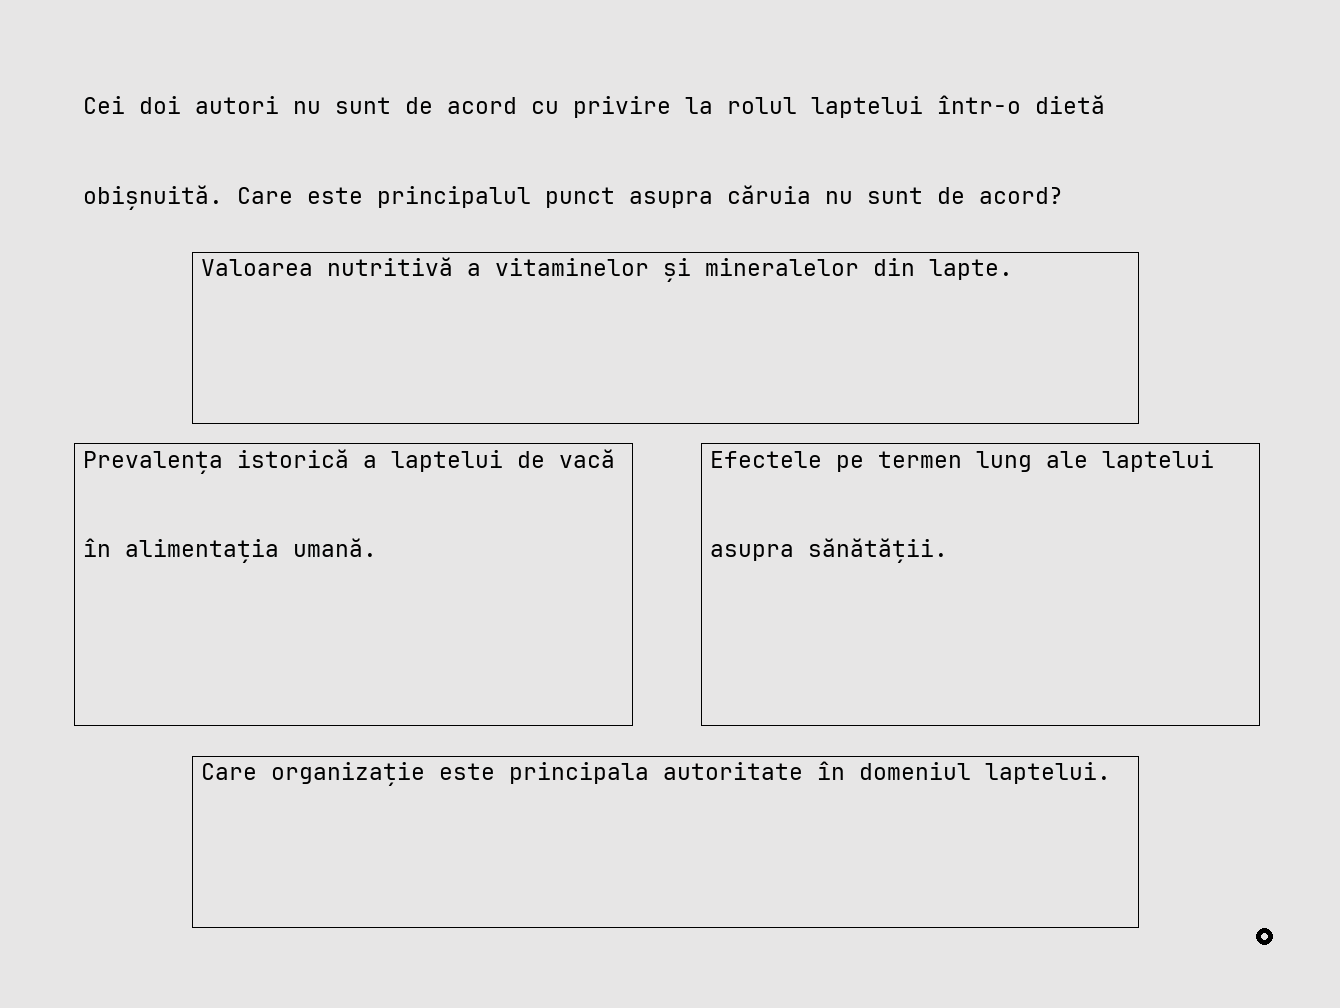 Cei doi autori nu sunt de acord cu privire la rolul laptelui într-o dietă
obișnuită. Care este principalul punct asupra căruia nu sunt de acord?
Valoarea nutritivă a vitaminelor și mineralelor din lapte.
Prevalența istorică a laptelui de vacă
în alimentația umană.
Efectele pe termen lung ale laptelui
asupra sănătății.
Care organizație este principala autoritate în domeniul laptelui.